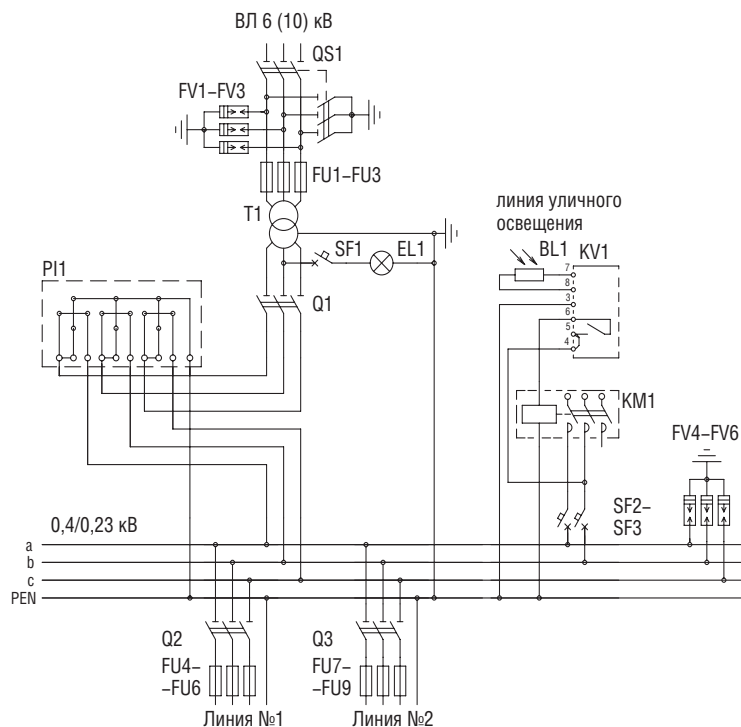 ВЛ 6 (10) кВ
QS1
FV1–FV3
FU1–FU3
T1
линия уличного
освещения
SF1
EL1
BL1
KV1
7
8
3
6
5
4
PI1
Q1
KM1
FV4–FV6
SF2–
SF3
0,4/0,23 кВ
a
b
c
PEN
Q2
Q3
FU4–
–FU6
FU7–
–FU9
Линия №1
Линия №2